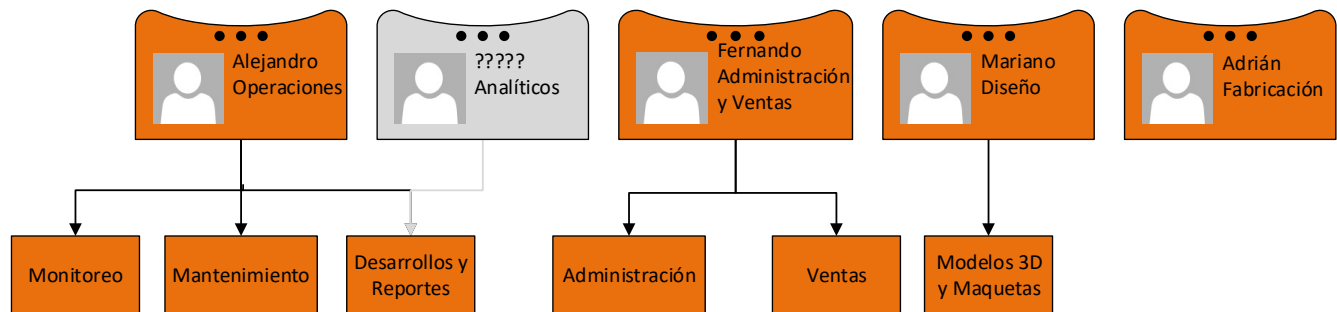 Alejandro
Operaciones
?????
Analíticos
Fernando
Administración
y Ventas
Mariano
Diseño
Adrián
Fabricación
Monitoreo
Mantenimiento
Desarrollos y
Reportes
Administración
Ventas
Modelos 3D
y Maquetas